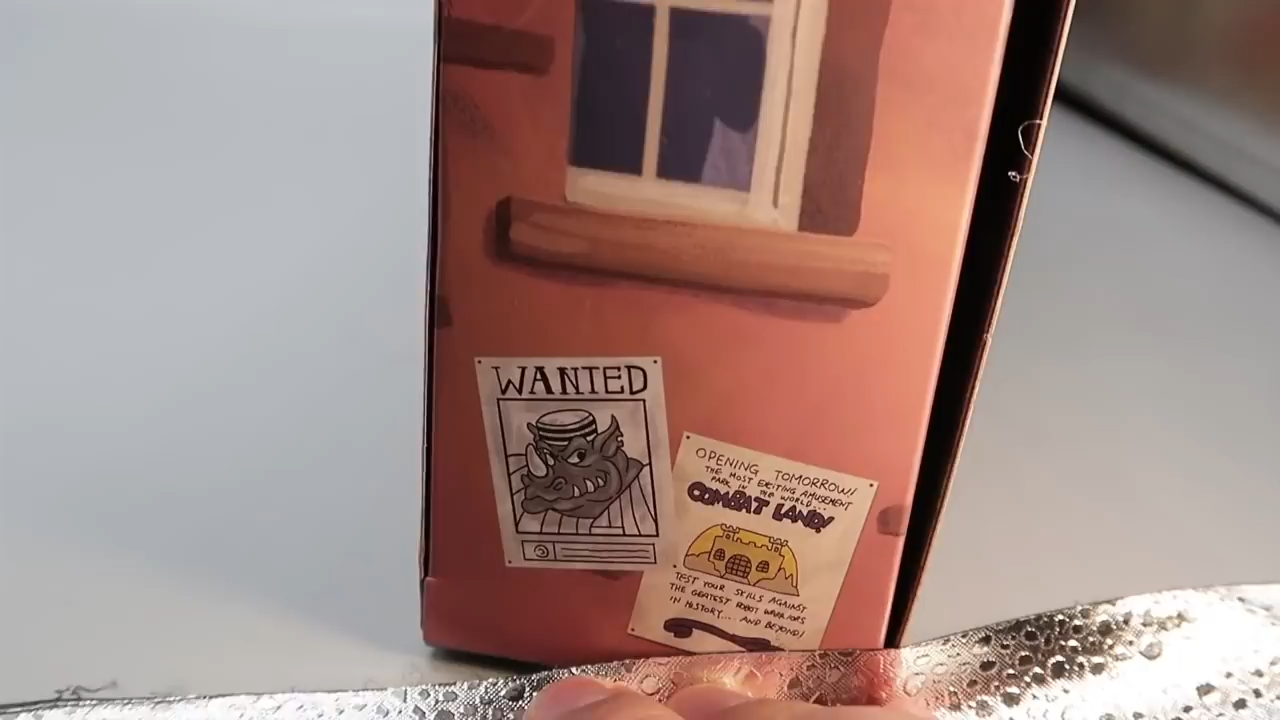 WANTED
OPENING TOMORROW!
THE MOST EXCITING AMUSEMENT
PARK IN THE WORLD...
COMBAT LAND!
TEST YOUR SKILLS AGAINST
THE GEATEST ROBOT WARRIORS
IN HISTORY.... AND BEYOND!